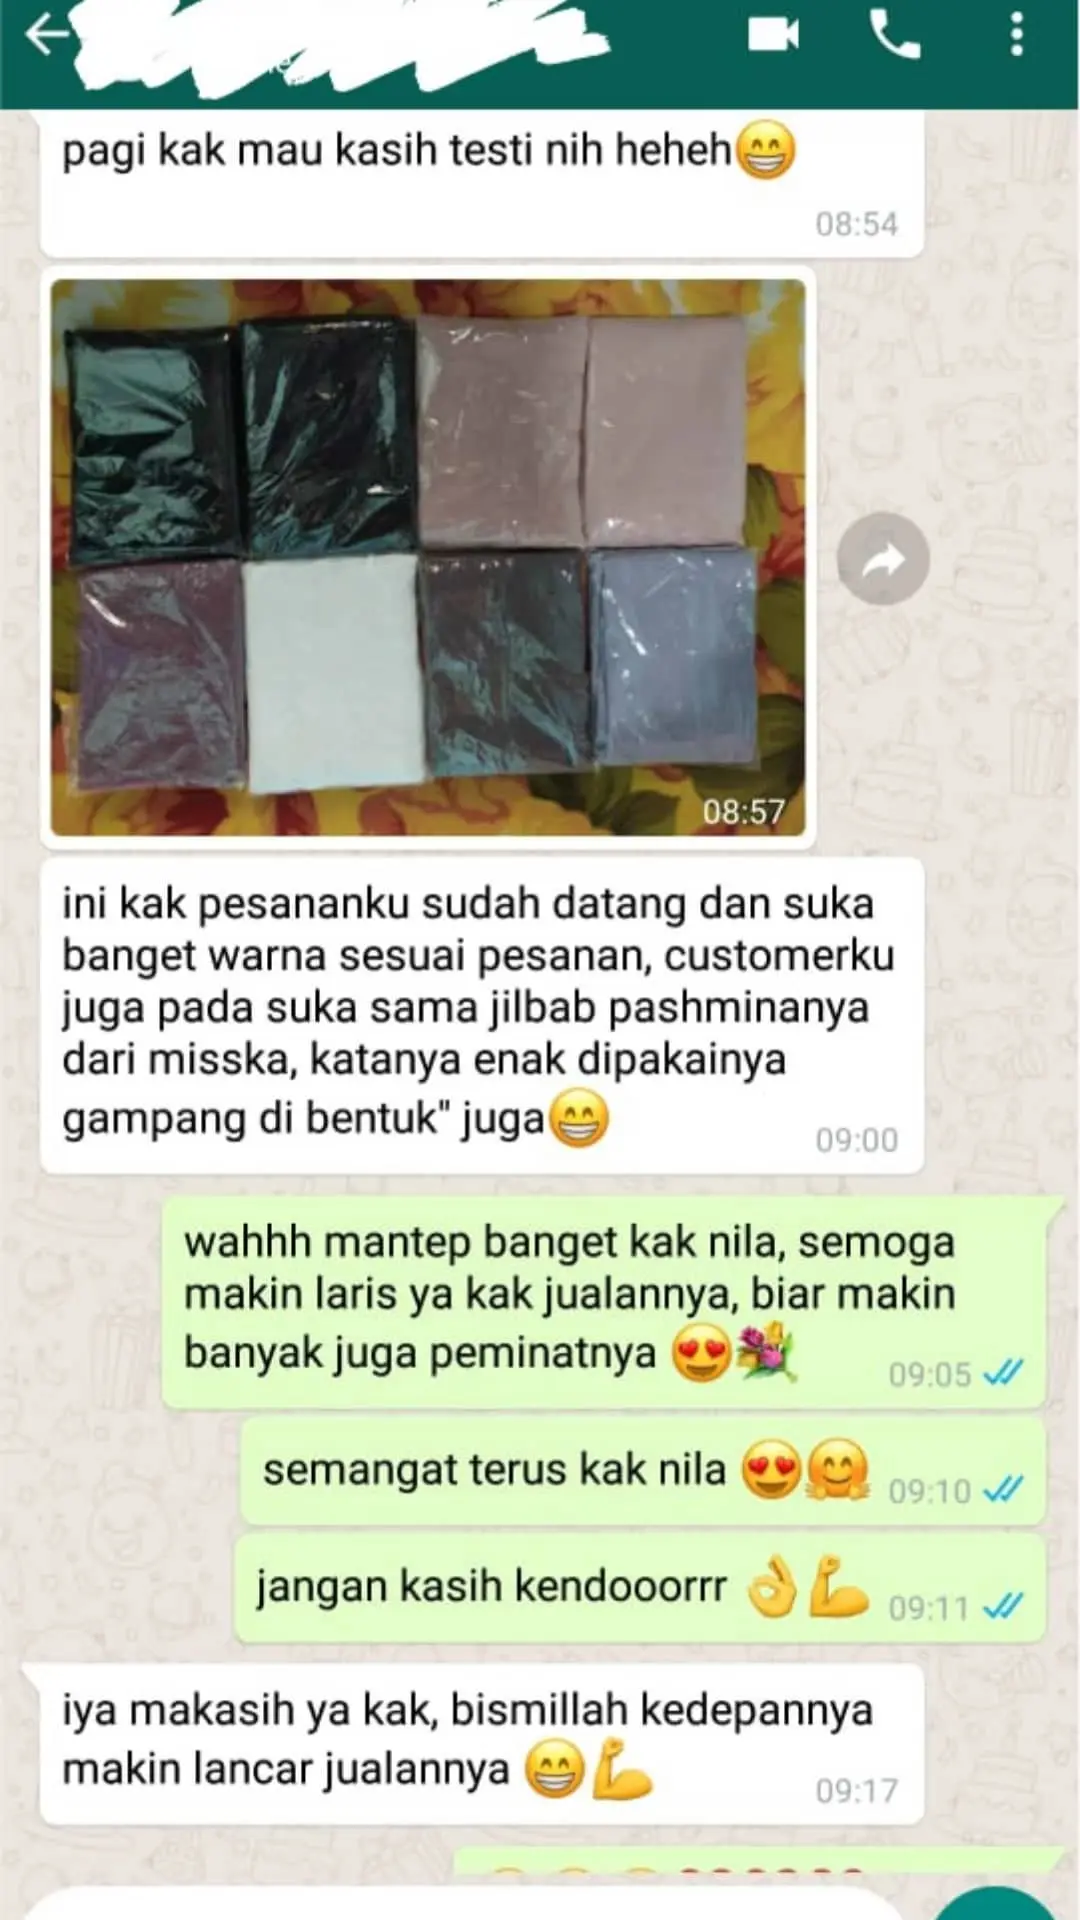 pagi kak mau kasih testi nih heheh😁
08:54
08:57
ini kak pesananku sudah datang dan suka
banget warna sesuai pesanan, customerku
juga pada suka sama jilbab pashminanya
dari misska, katanya enak dipakainya
gampang di bentuk" juga😁
09:00
wahhh mantep banget kak nila, semoga
makin laris ya kak jualannya, biar makin
banyak juga peminatnya 😍💐
09:05
semangat terus kak nila 😍🤗
09:10
jangan kasih kendooorrr 👌💪
09:11
iya makasih ya kak, bismillah kedepannya
makin lancar jualannya 😁💪
09:17